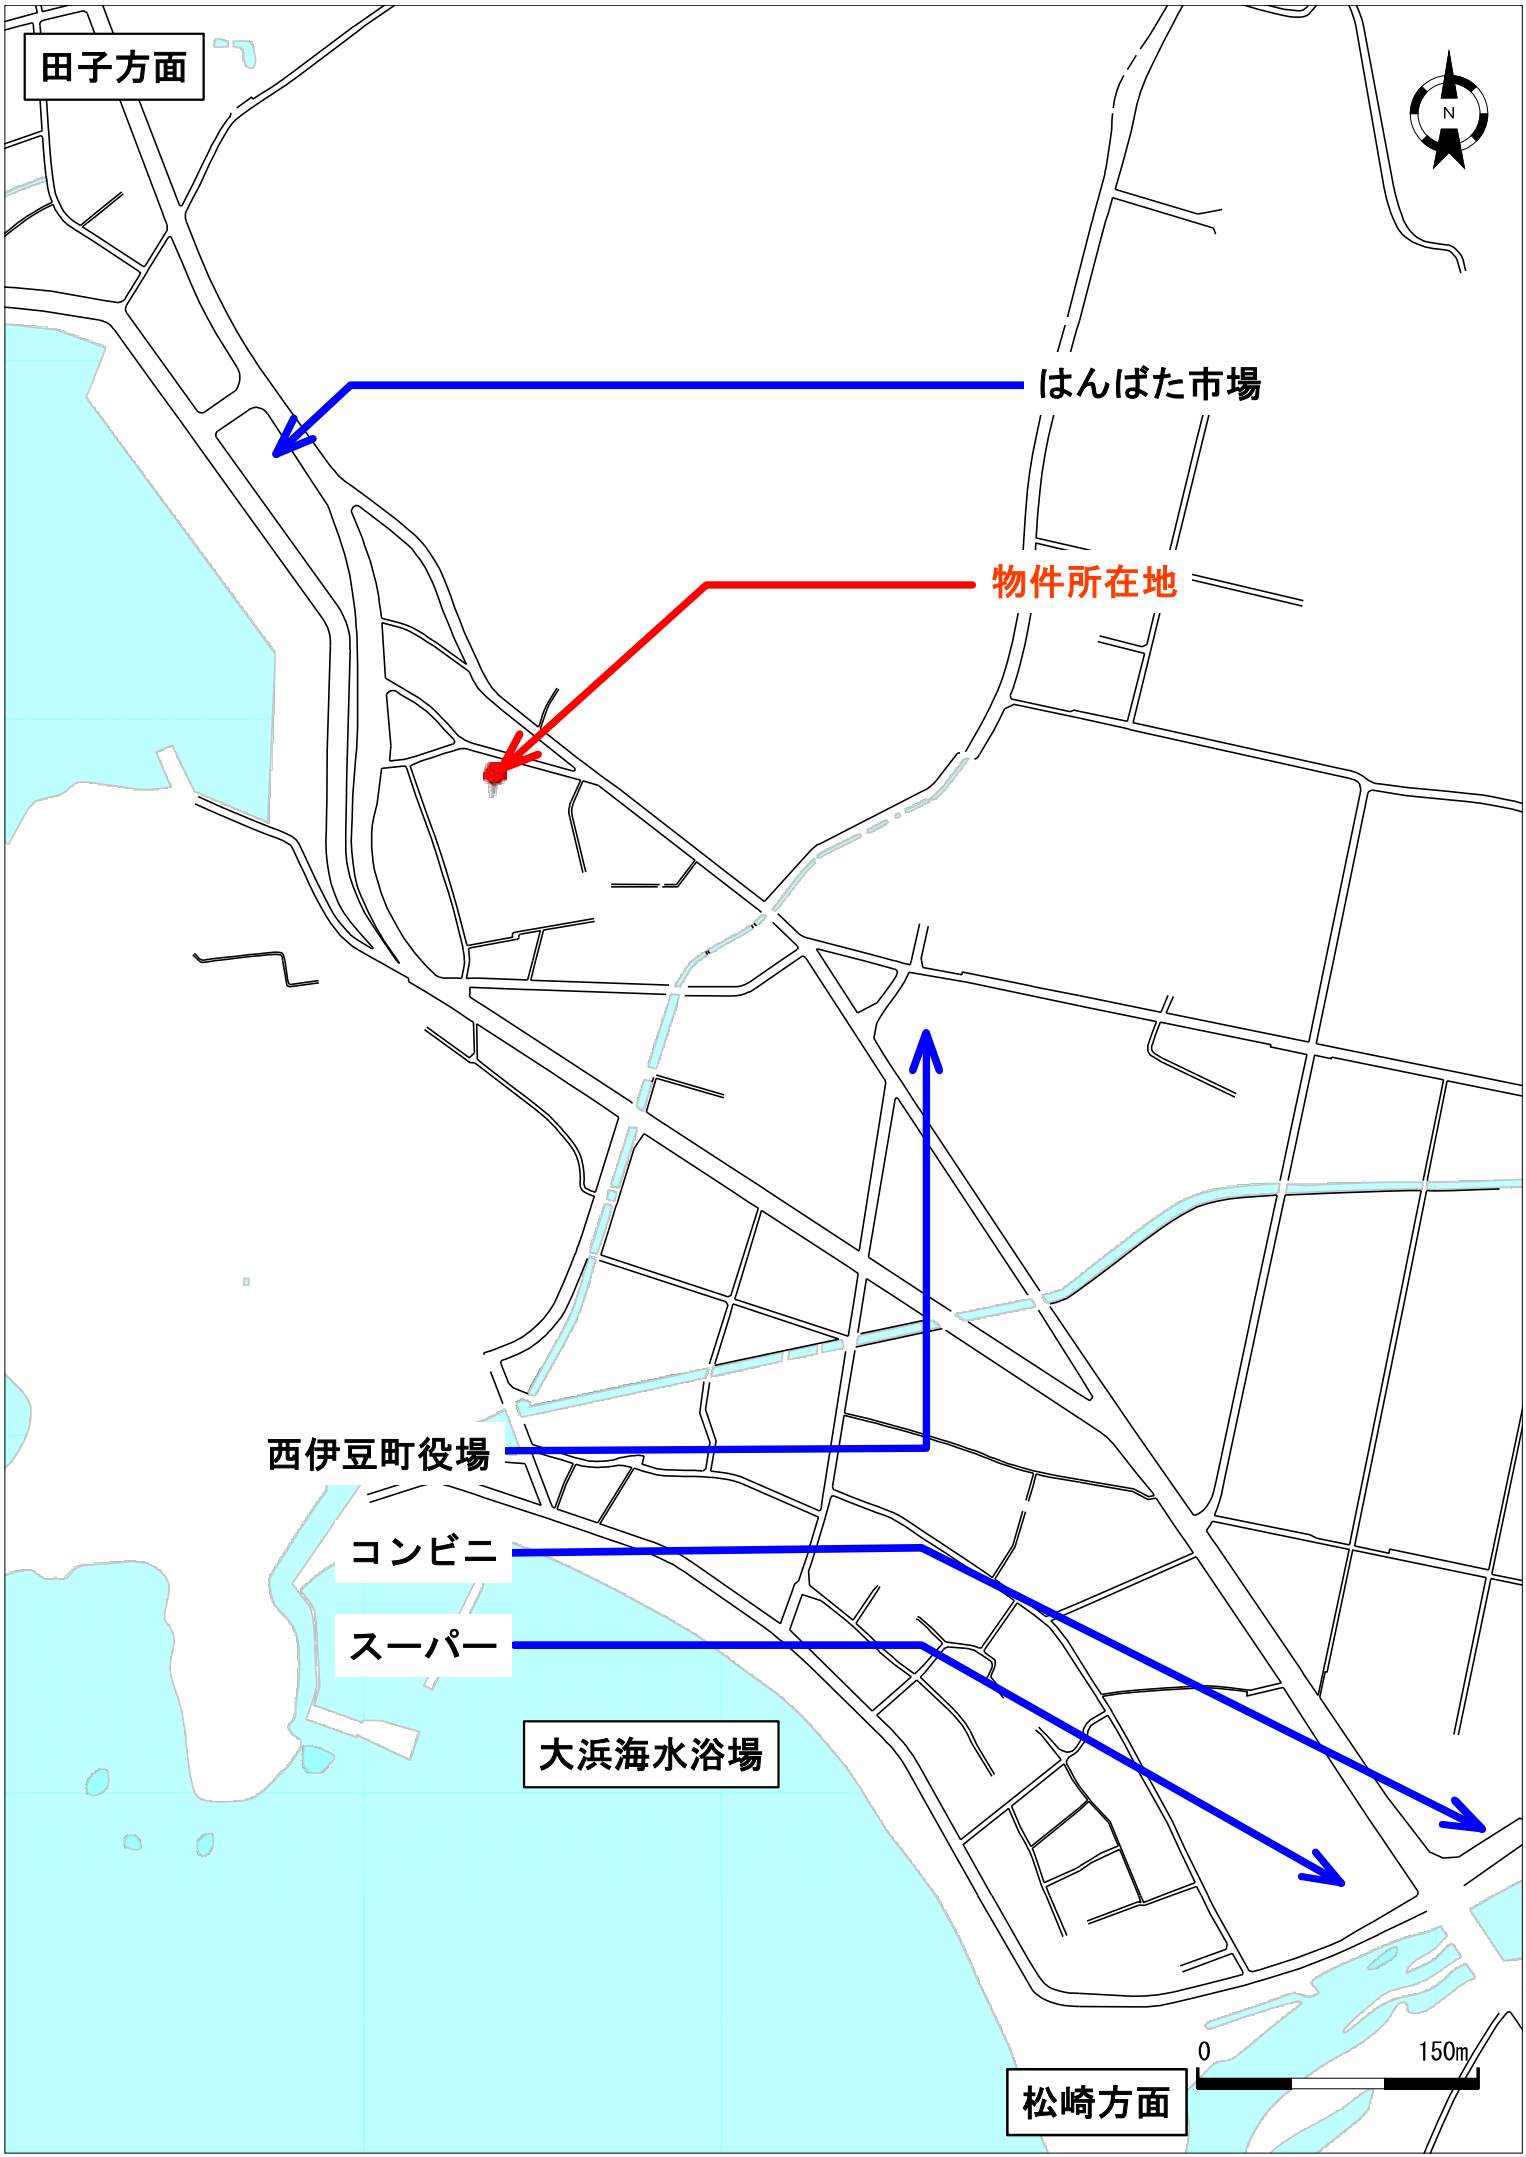 田子方面
N
はんばた市場
物件所在地
西伊豆町役場
コンビニ
スーパー
大浜海水浴場
0 150m
松崎方面